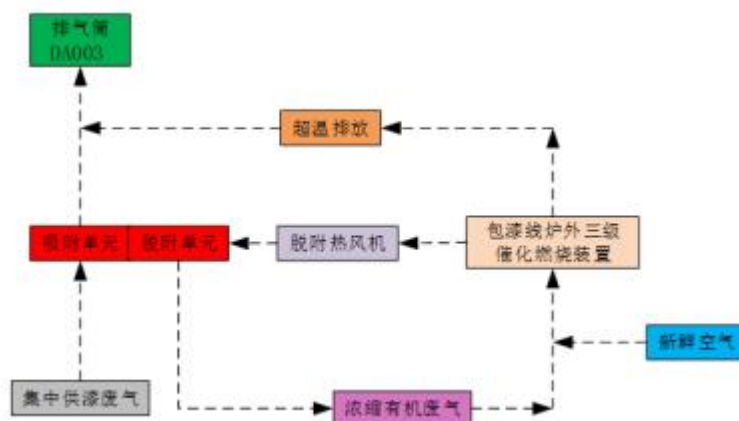 排气筒
DA003
超温排放
吸附单元
脱附单元
脱附热风机
包漆线炉外三级
催化燃烧装置
新鲜空气
集中供漆废气
浓缩有机废气